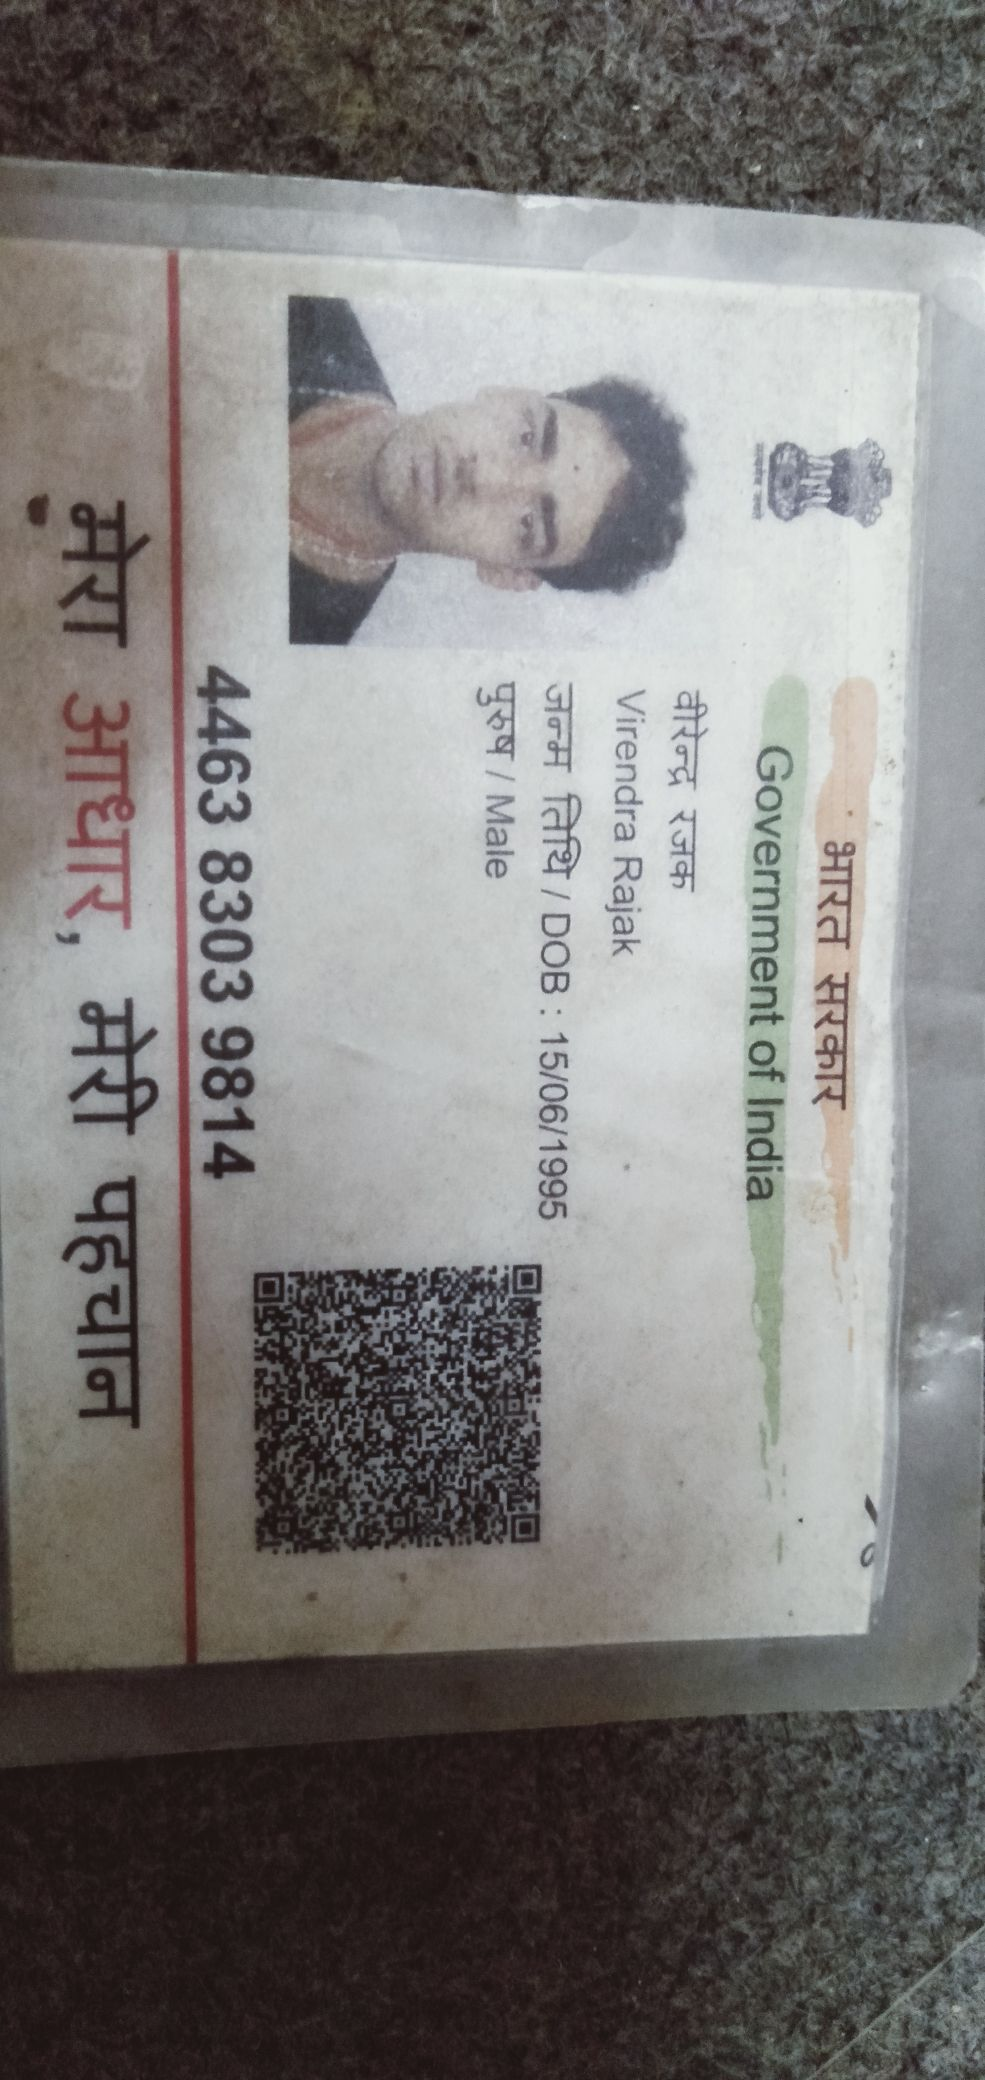 भारत सरकार
Government of India
वीरेन्द्र रजक
Virendra Rajak
जन्म तिथि / DOB : 15/06/1995
पुरुष / Male
4463 8303 9814
मेरा आधार, मेरी पहचान